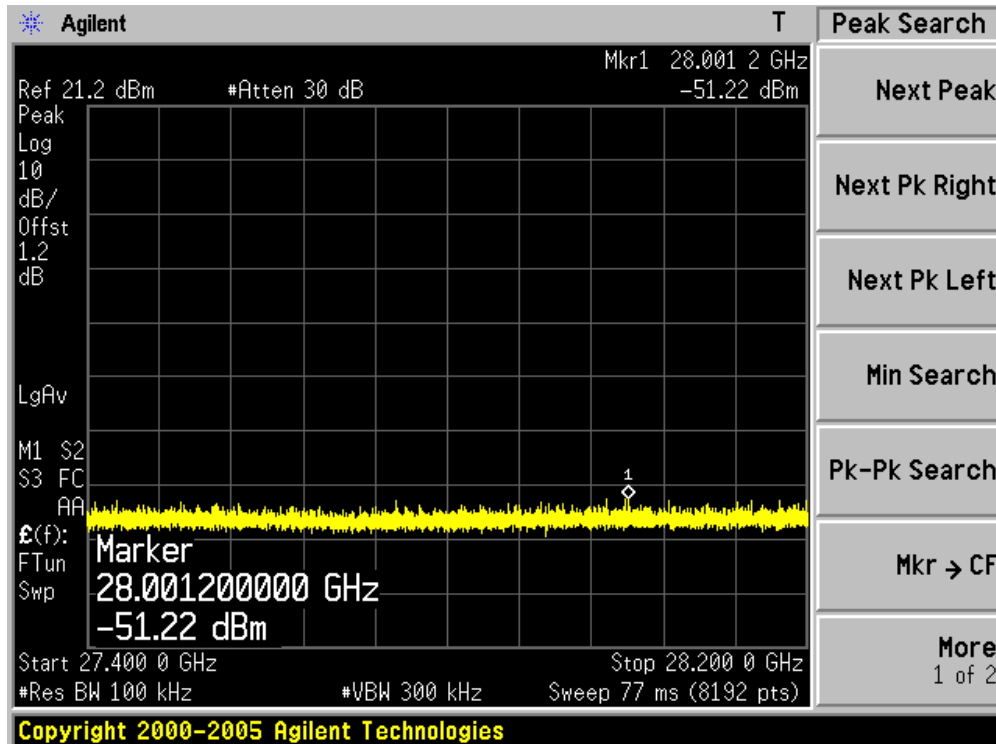 Agilent T Peak Search
Mkr1 28.001 2 GHz
Ref 21.2 dBm #Atten 30 dB -51.22 dBm
Peak
Log
10
dB/
Offst
1.2
dB
LgAv
M1 S2
S3 FC
AA
£(f):
FTun
Swp
1
Marker
28.001200000 GHz
-51.22 dBm
Start 27.400 0 GHz Stop 28.200 0 GHz
#Res BW 100 kHz #VBW 300 kHz Sweep 77 ms (8192 pts)
Copyright 2000-2005 Agilent Technologies
Next Peak
Next Pk Right
Next Pk Left
Min Search
Pk-Pk Search
Mkr → CF
More
1 of 2